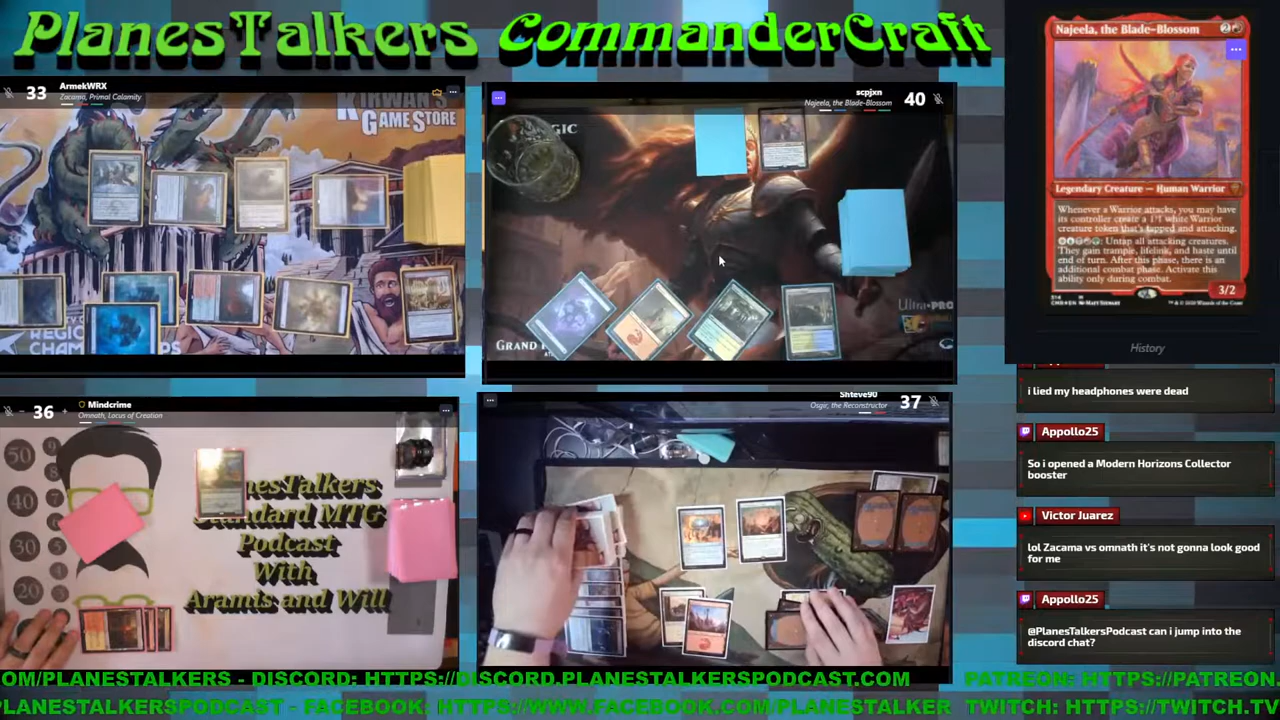 PlanesTalkers CommanderCraft
33
ArmekWRX
Zacama, Primal Calamity
KIRWAN'S
GAME STORE
scpjxn
Najeela, the Blade-Blossom
40
GRAND
Najeela, the Blade-Blossom
Legendary Creature — Human Warrior
Whenever a Warrior attacks, you may have
its controller create a 1/1 white Warrior
creature token that's tapped and attacking.
Untap all attacking creatures.
They gain trample, lifelink, and haste until
end of turn. After this phase, there is an
additional combat phase. Activate this
ability only during combat.
3/2
History
i lied my headphones were dead
Appollo25
So i opened a Modern Horizons Collector
booster
Victor Juarez
lol Zacama vs omnath it's not gonna look good
for me
Appollo25
@PlanesTalkersPodcast can i jump into the
discord chat?
36
Mindcrime
Omnath, Locus of Creation
50
40
30
20
nesTalkers
Standard MTG
Podcast
With
Aramis and Will
Shteve90
Osgir, the Reconstructor
37
OM/PLANESTALKERS - DISCORD: HTTPS://DISCORD.PLANESTALKERSPODCAST.COM
PATREON: HTTPS://PATREON.
PLANESTALKERSPODCAST - FACEBOOK: HTTPS://WWW.FACEBOOK.COM/PLANESTALKER
TWITCH: HTTPS://TWITCH.TV